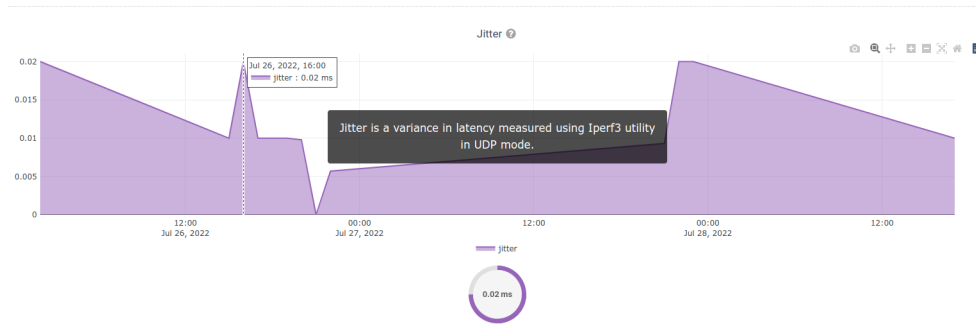 Jitter
0.02
0.015
0.01
0.005
0
Jul 26, 2022, 16:00
jitter : 0.02 ms
Jitter is a variance in latency measured using Iperf3 utility
in UDP mode.
12:00
Jul 26, 2022
00:00
Jul 27, 2022
12:00
00:00
Jul 28, 2022
12:00
jitter
0.02 ms